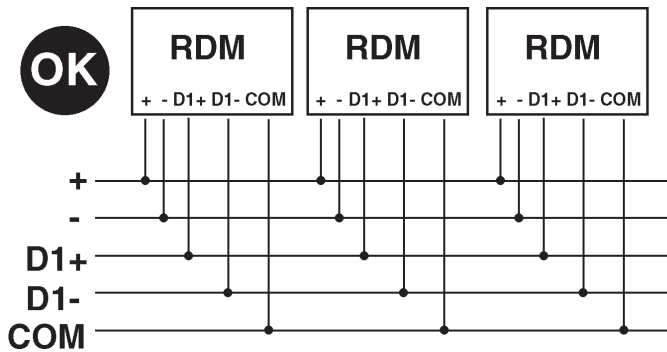 OK
RDM RDM RDM
+ - D1+ D1- COM + - D1+ D1- COM + - D1+ D1- COM
+
-
D1+
D1-
COM